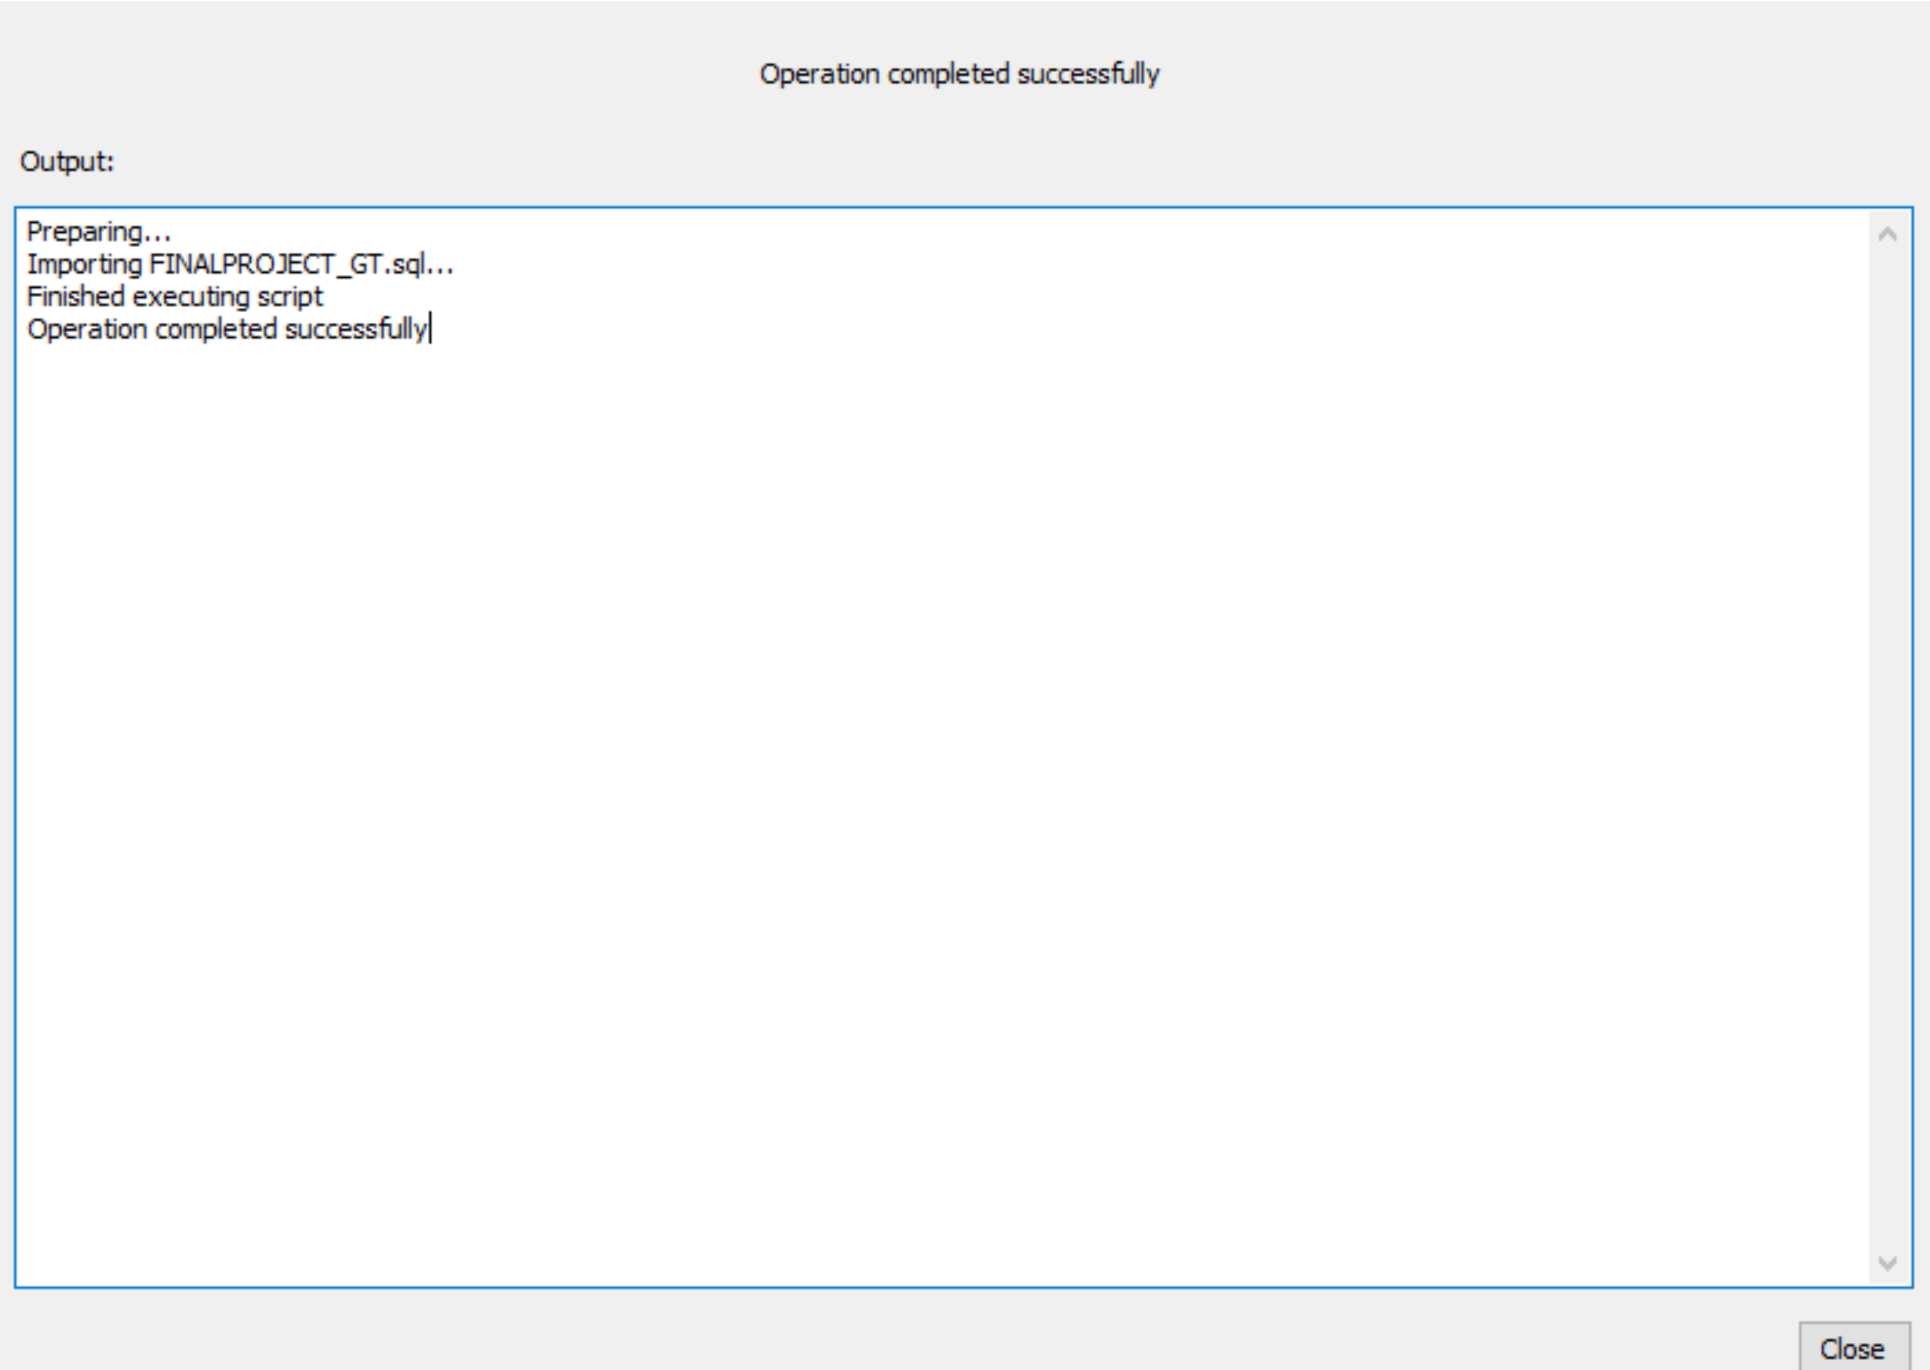 Operation completed successfully
Output:
Preparing...
Importing FINALPROJECT_GT.sql...
Finished executing script
Operation completed successfully
Close